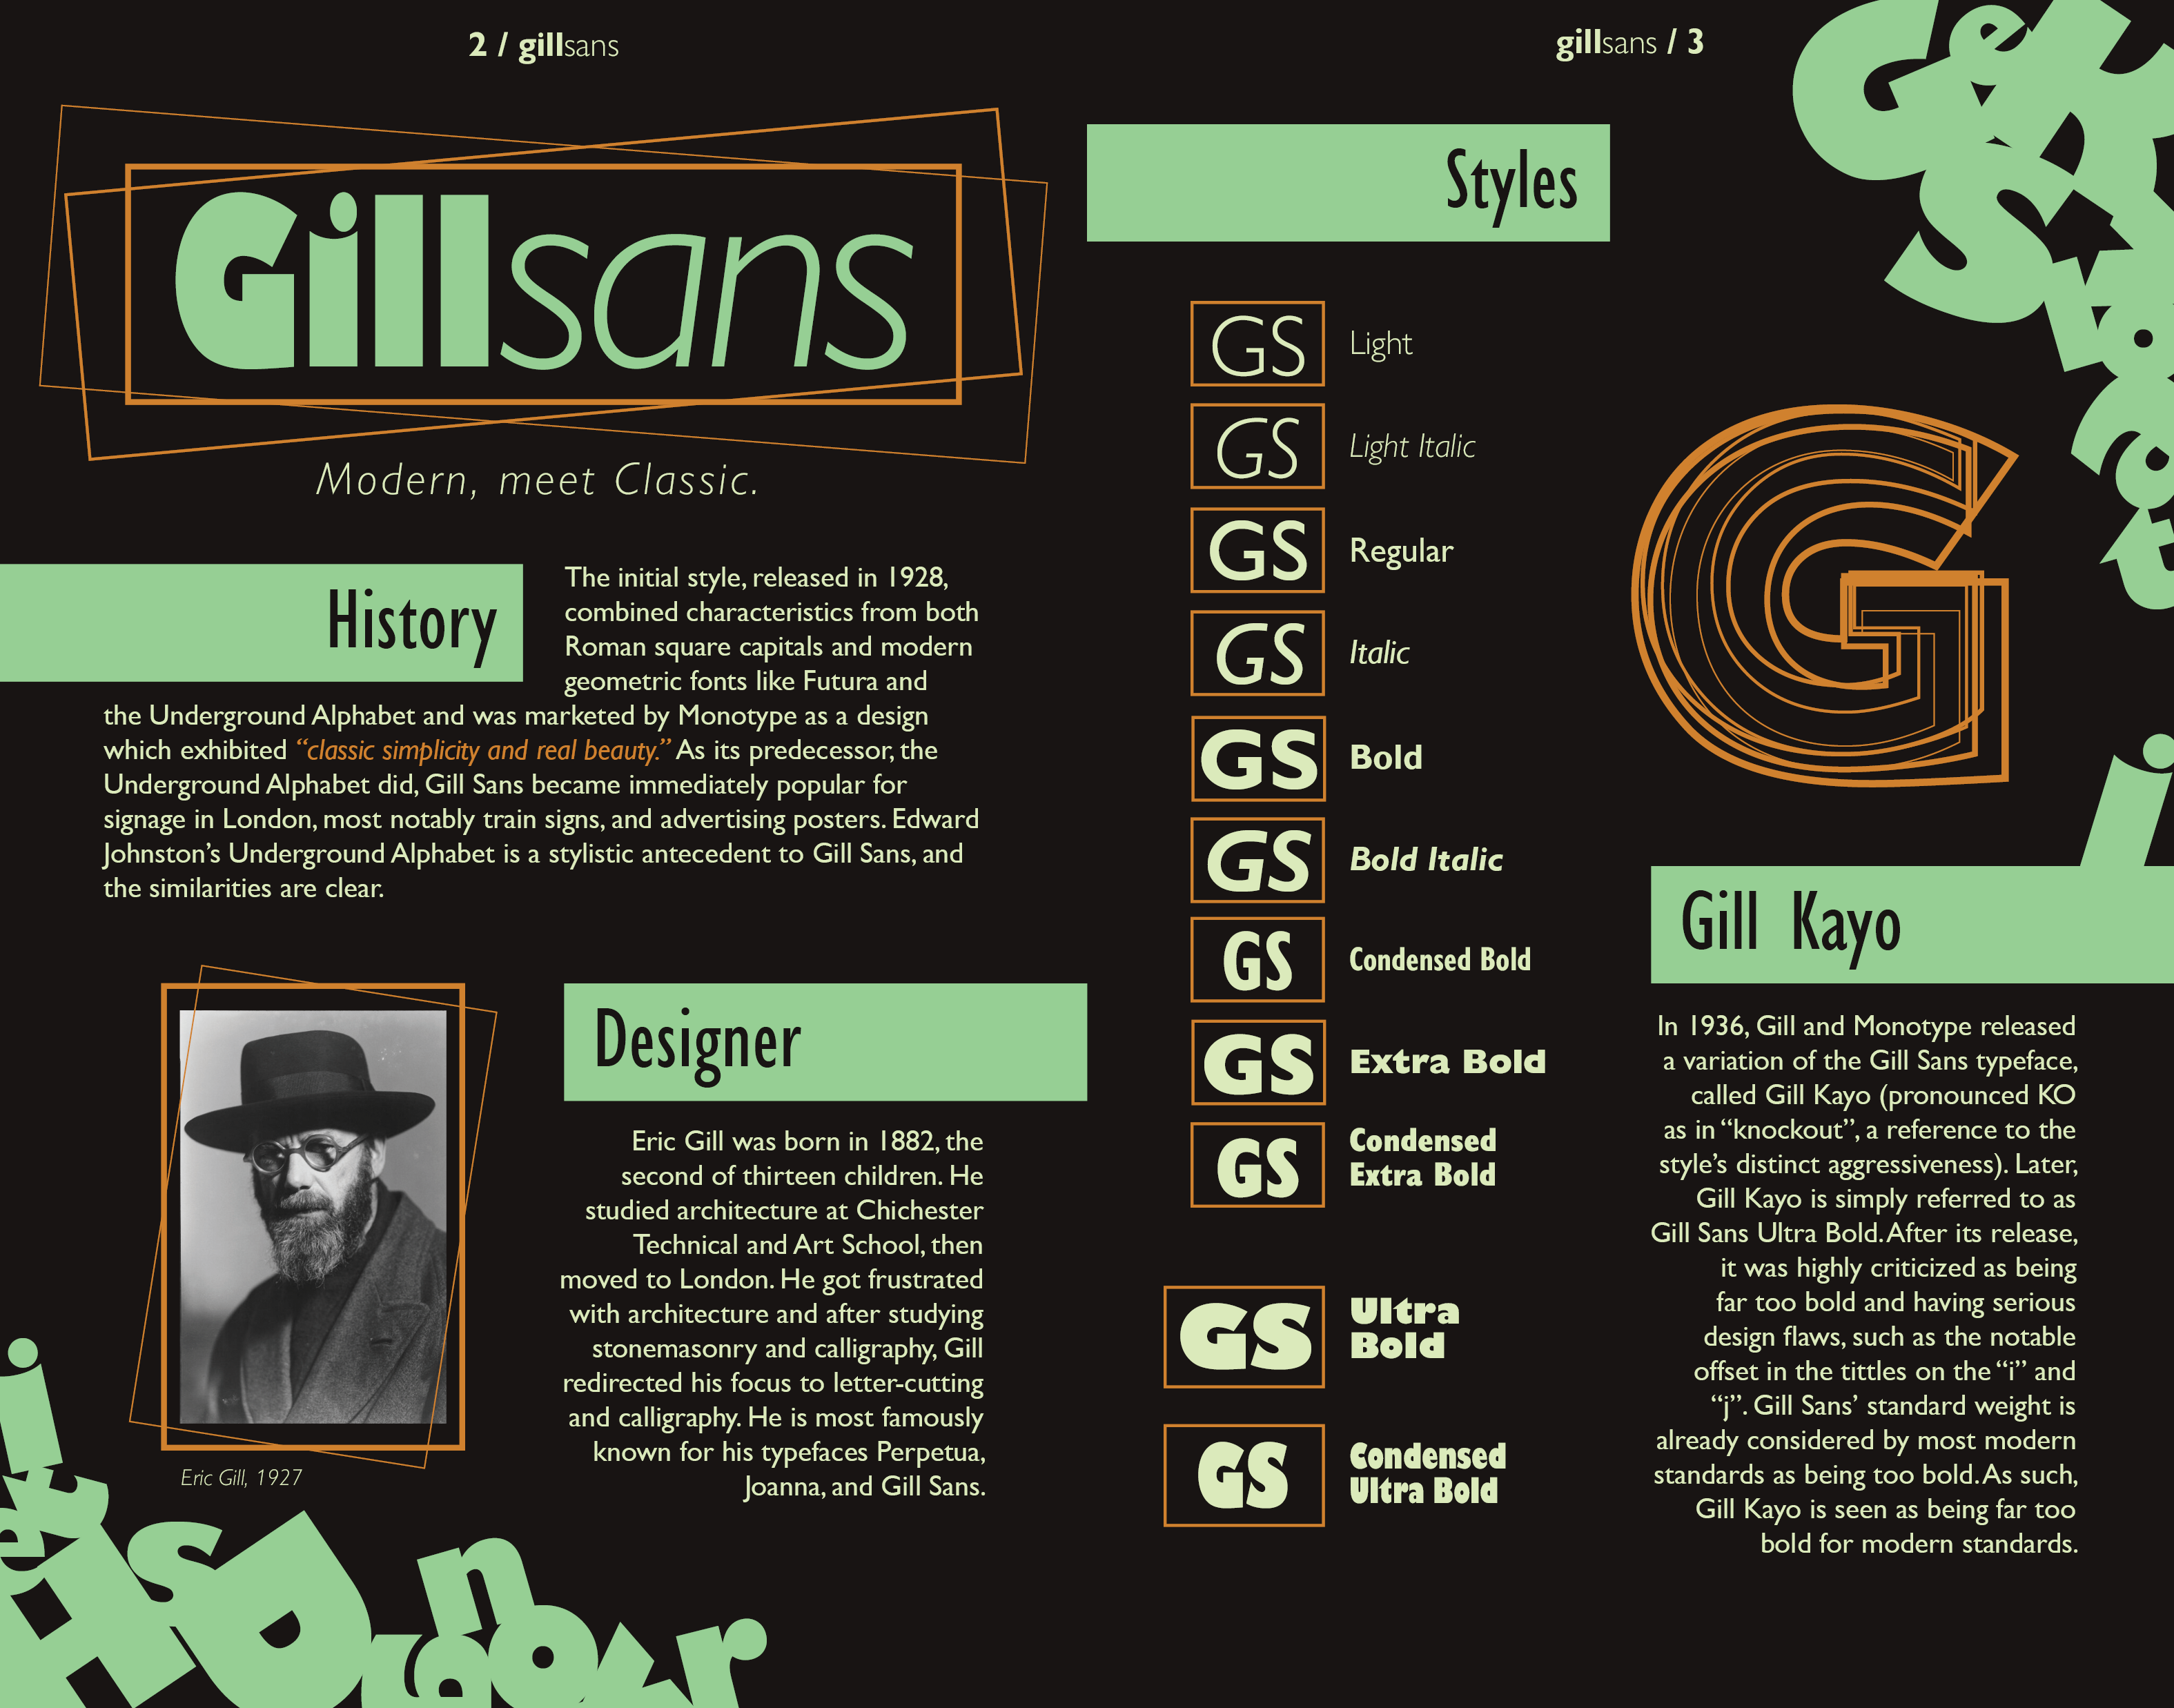 2 / gillsans
Gillsans
Modern, meet Classic.
History
The initial style, released in 1928,
combined characteristics from both
Roman square capitals and modern
geometric fonts like Futura and
the Underground Alphabet and was marketed by Monotype as a design
which exhibited “classic simplicity and real beauty.” As its predecessor, the
Underground Alphabet did, Gill Sans became immediately popular for
signage in London, most notably train signs, and advertising posters. Edward
Johnston’s Underground Alphabet is a stylistic antecedent to Gill Sans, and
the similarities are clear.
Eric Gill, 1927
Designer
Eric Gill was born in 1882, the
second of thirteen children. He
studied architecture at Chichester
Technical and Art School, then
moved to London. He got frustrated
with architecture and after studying
stonemasonry and calligraphy, Gill
redirected his focus to letter-cutting
and calligraphy. He is most famously
known for his typefaces Perpetua,
Joanna, and Gill Sans.
gillsans / 3
Styles
GS Light
GS Light Italic
GS Regular
GS Italic
GS Bold
GS Bold Italic
GS Condensed Bold
GS Extra Bold
GS Condensed
Extra Bold
GS Ultra
Bold
GS Condensed
Ultra Bold
G
Gill Kayo
In 1936, Gill and Monotype released
a variation of the Gill Sans typeface,
called Gill Kayo (pronounced KO
as in “knockout”, a reference to the
style’s distinct aggressiveness). Later,
Gill Kayo is simply referred to as
Gill Sans Ultra Bold. After its release,
it was highly criticized as being
far too bold and having serious
design flaws, such as the notable
offset in the tittles on the “i” and
“j”. Gill Sans’ standard weight is
already considered by most modern
standards as being too bold. As such,
Gill Kayo is seen as being far too
bold for modern standards.